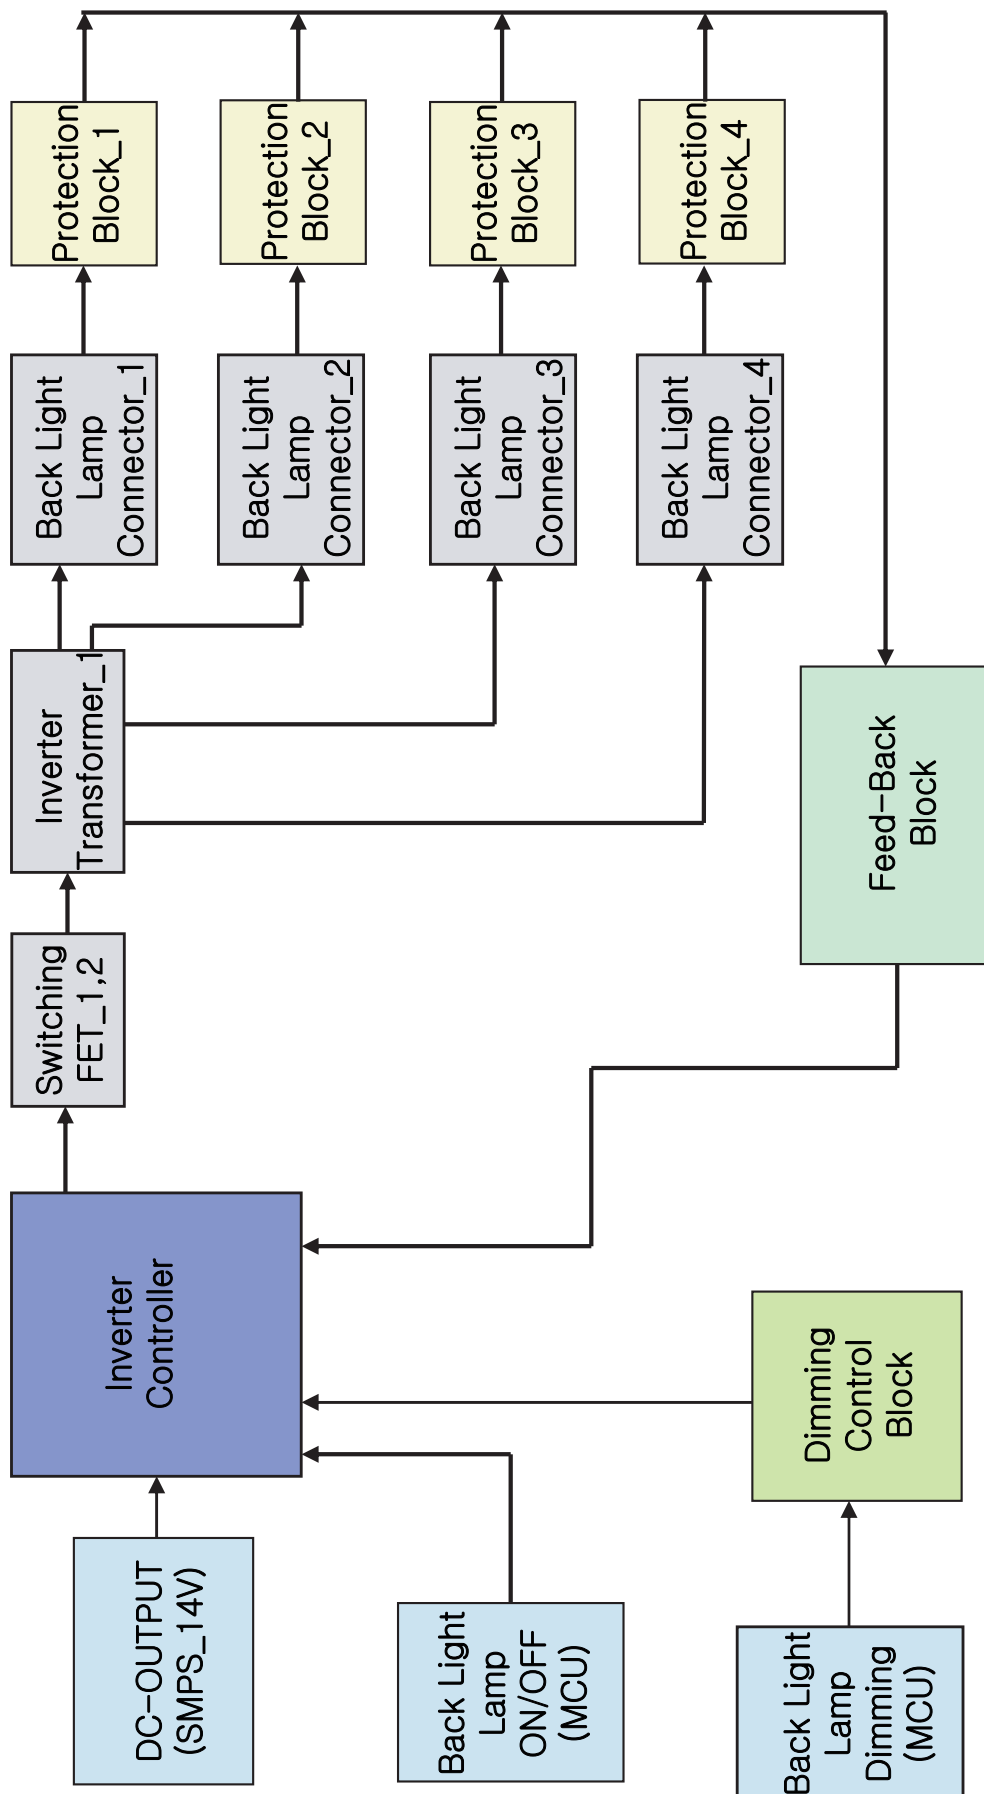 DC-OUTPUT
(SMPS_14V)
Inverter
Controller
Switching
FET_1,2
Inverter
Transformer_1
Back Light
Lamp
Connector_1
Protection
Block_1
Back Light
Lamp
Connector_2
Protection
Block_2
Back Light
Lamp
Connector_3
Protection
Block_3
Back Light
Lamp
Connector_4
Protection
Block_4
Back Light
Lamp
ON/OFF
(MCU)
Back Light
Lamp
Dimming
(MCU)
Dimming
Control
Block
Feed-Back
Block